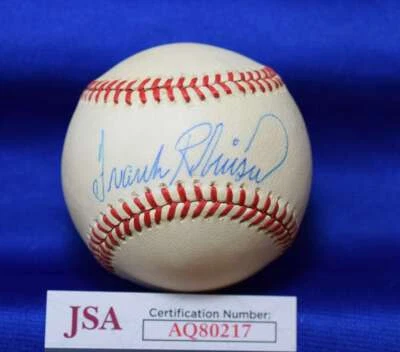 Frank Robinson
JSA
Certification Number:
AQ80217